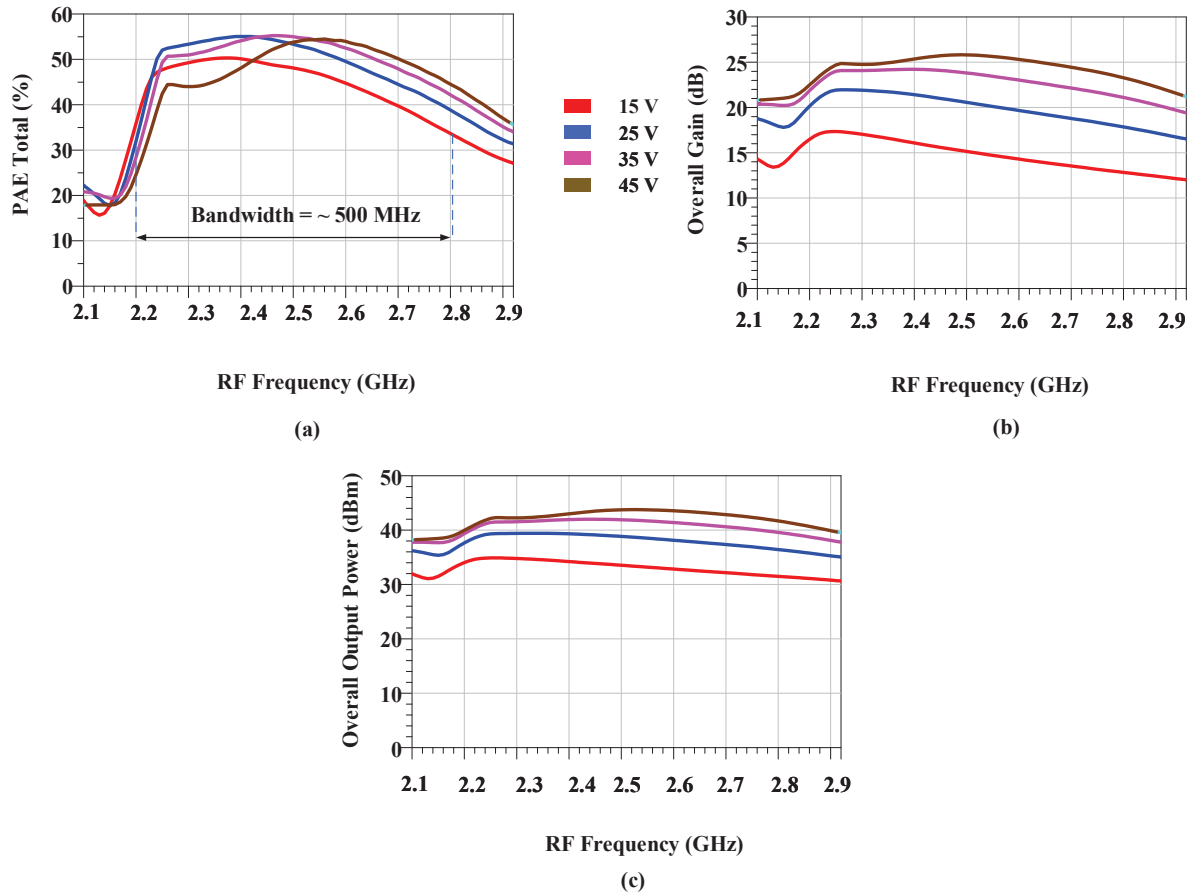 60
50
40
30
20
10
0
PAE Total (%)
Bandwidth = ~ 500 MHz
2.1 2.2 2.3 2.4 2.5 2.6 2.7 2.8 2.9
RF Frequency (GHz)
(a)
15 V
25 V
35 V
45 V
30
25
20
15
10
5
0
Overall Gain (dB)
2.1 2.2 2.3 2.4 2.5 2.6 2.7 2.8 2.9
RF Frequency (GHz)
(b)
50
40
30
20
10
0
Overall Output Power (dBm)
2.1 2.2 2.3 2.4 2.5 2.6 2.7 2.8 2.9
RF Frequency (GHz)
(c)